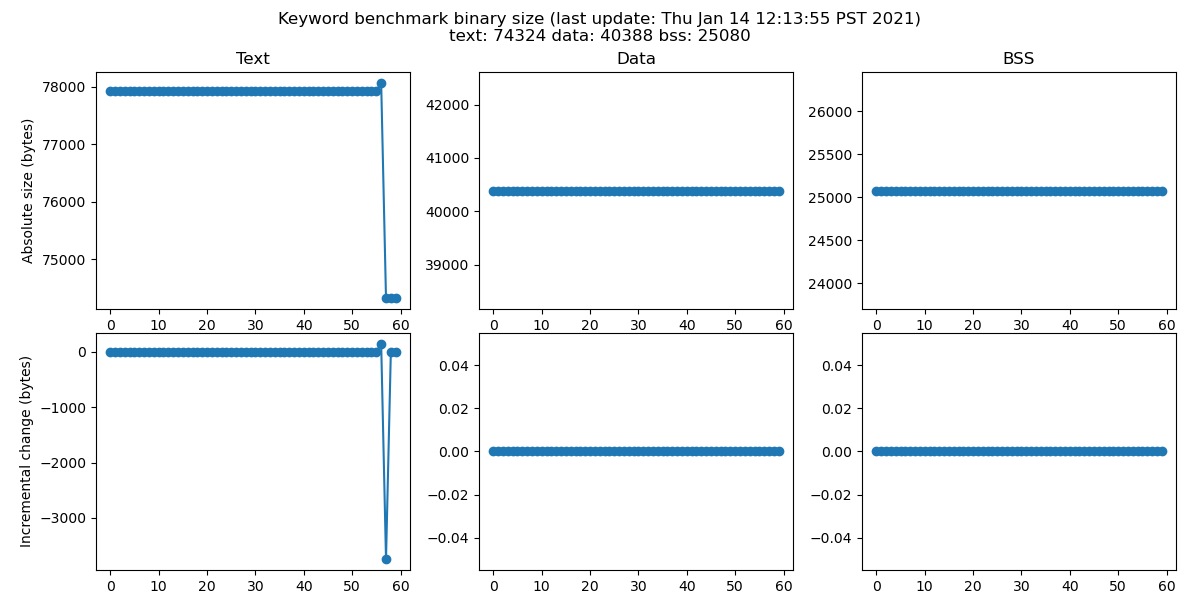 Keyword benchmark binary size (last update: Thu Jan 14 12:13:55 PST 2021)
text: 74324 data: 40388 bss: 25080
Text
Data
BSS
Absolute size (bytes)
78000
77000
76000
75000
0 10 20 30 40 50 60
42000
41000
40000
39000
0 10 20 30 40 50 60
26000
25500
25000
24500
24000
0 10 20 30 40 50 60
Incremental change (bytes)
0
−1000
−2000
−3000
0 10 20 30 40 50 60
0.04
0.02
0.00
−0.02
−0.04
0 10 20 30 40 50 60
0.04
0.02
0.00
−0.02
−0.04
0 10 20 30 40 50 60